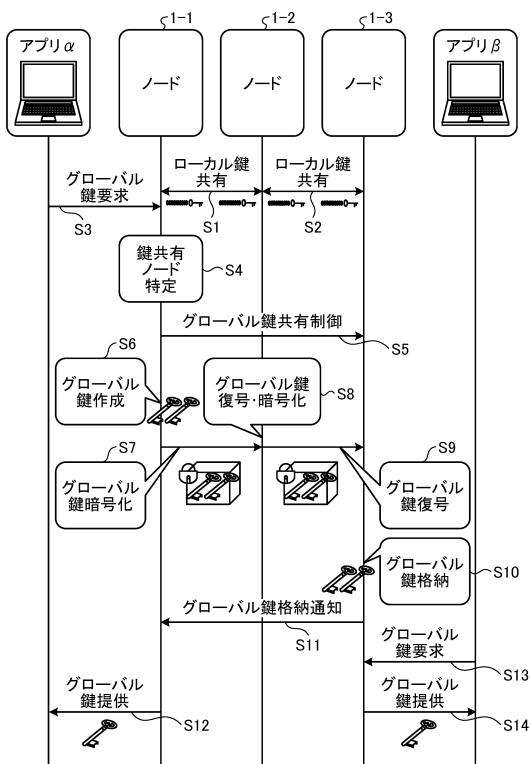 1-1
1-2
1-3
アプリα
ノード
ノード
ノード
アプリβ
グローバル
鍵要求
ローカル鍵
共有
ローカル鍵
共有
S3
S1
S2
鍵共有
ノード
特定
S4
グローバル鍵共有制御
S5
S6
グローバル
鍵作成
グローバル鍵
復号・暗号化
S8
S7
グローバル
鍵暗号化
S9
グローバル
鍵復号
グローバル
鍵格納
S10
グローバル鍵格納通知
S11
グローバル
鍵要求
S13
グローバル
鍵提供
S12
グローバル
鍵提供
S14